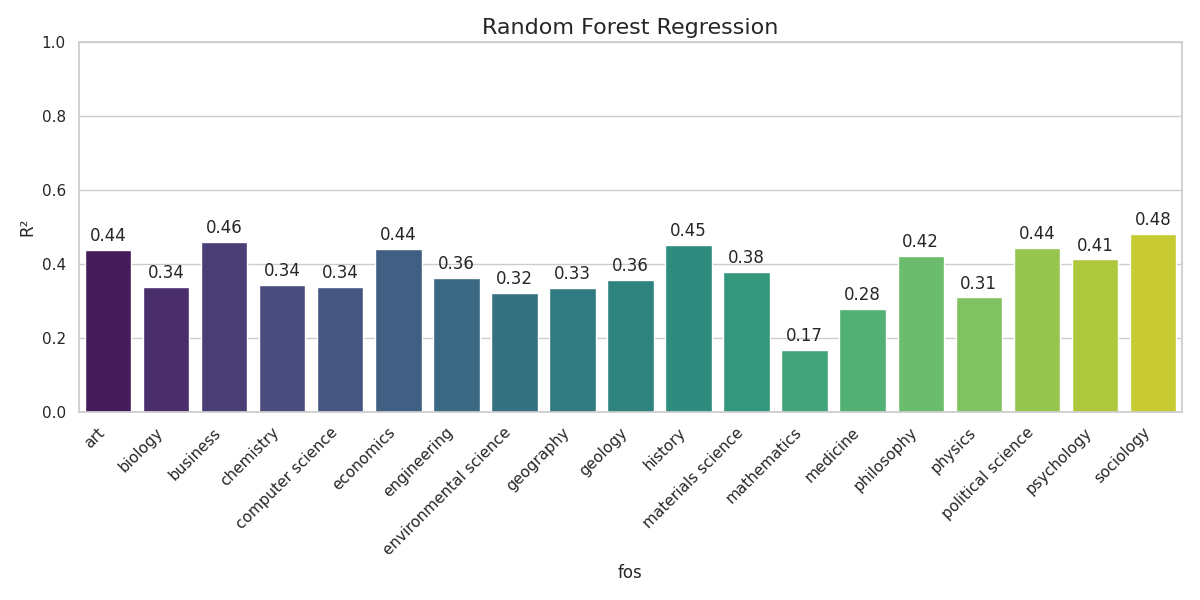 Random Forest Regression
R²
1.0
0.8
0.6
0.4
0.2
0.0
0.44
0.34
0.46
0.34
0.34
0.44
0.36
0.32
0.33
0.36
0.45
0.38
0.17
0.28
0.42
0.31
0.44
0.41
0.48
art
biology
business
chemistry
computer science
economics
engineering
environmental science
geography
geology
history
materials science
mathematics
medicine
philosophy
physics
political science
psychology
sociology
fos